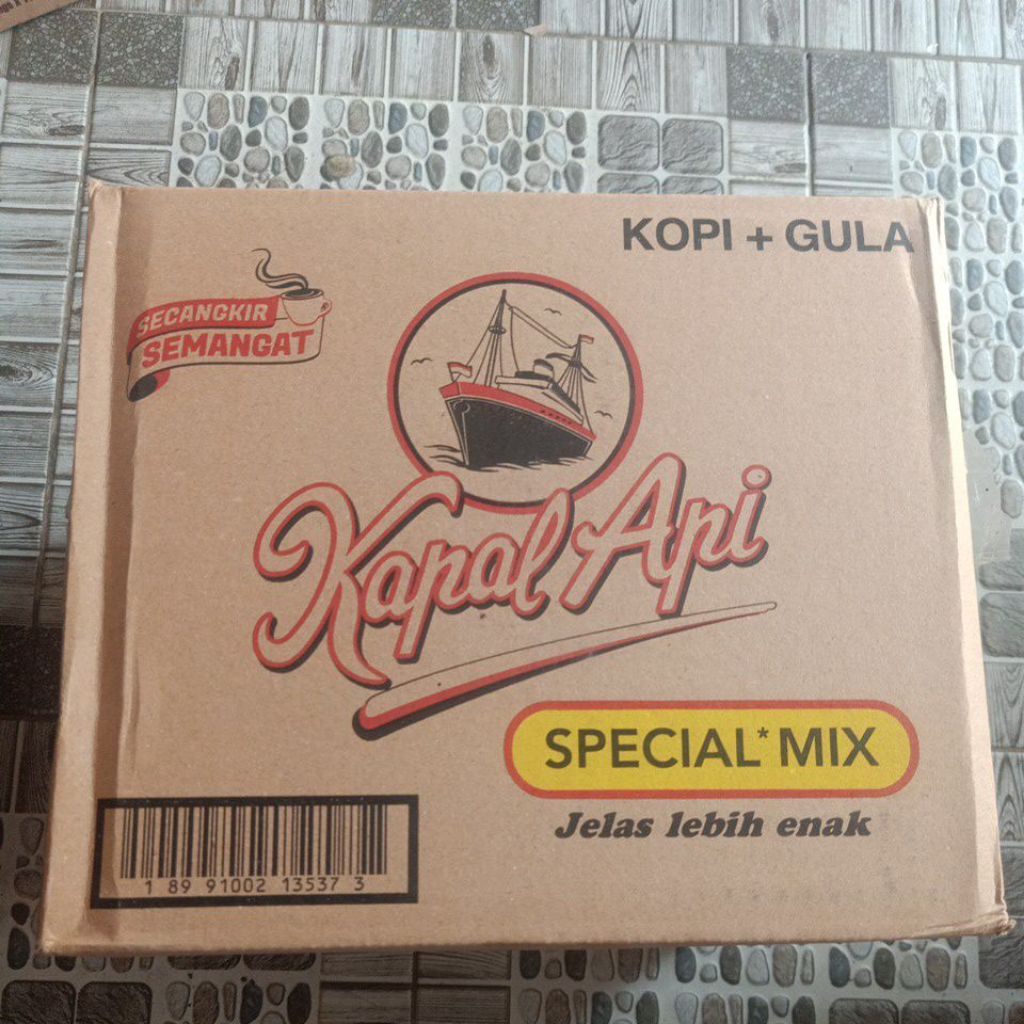 KOPI + GULA
SECANGKIR
SEMANGAT
Kapal Api
SPECIAL* MIX
Jelas lebih enak
1 89 91002 13537 3